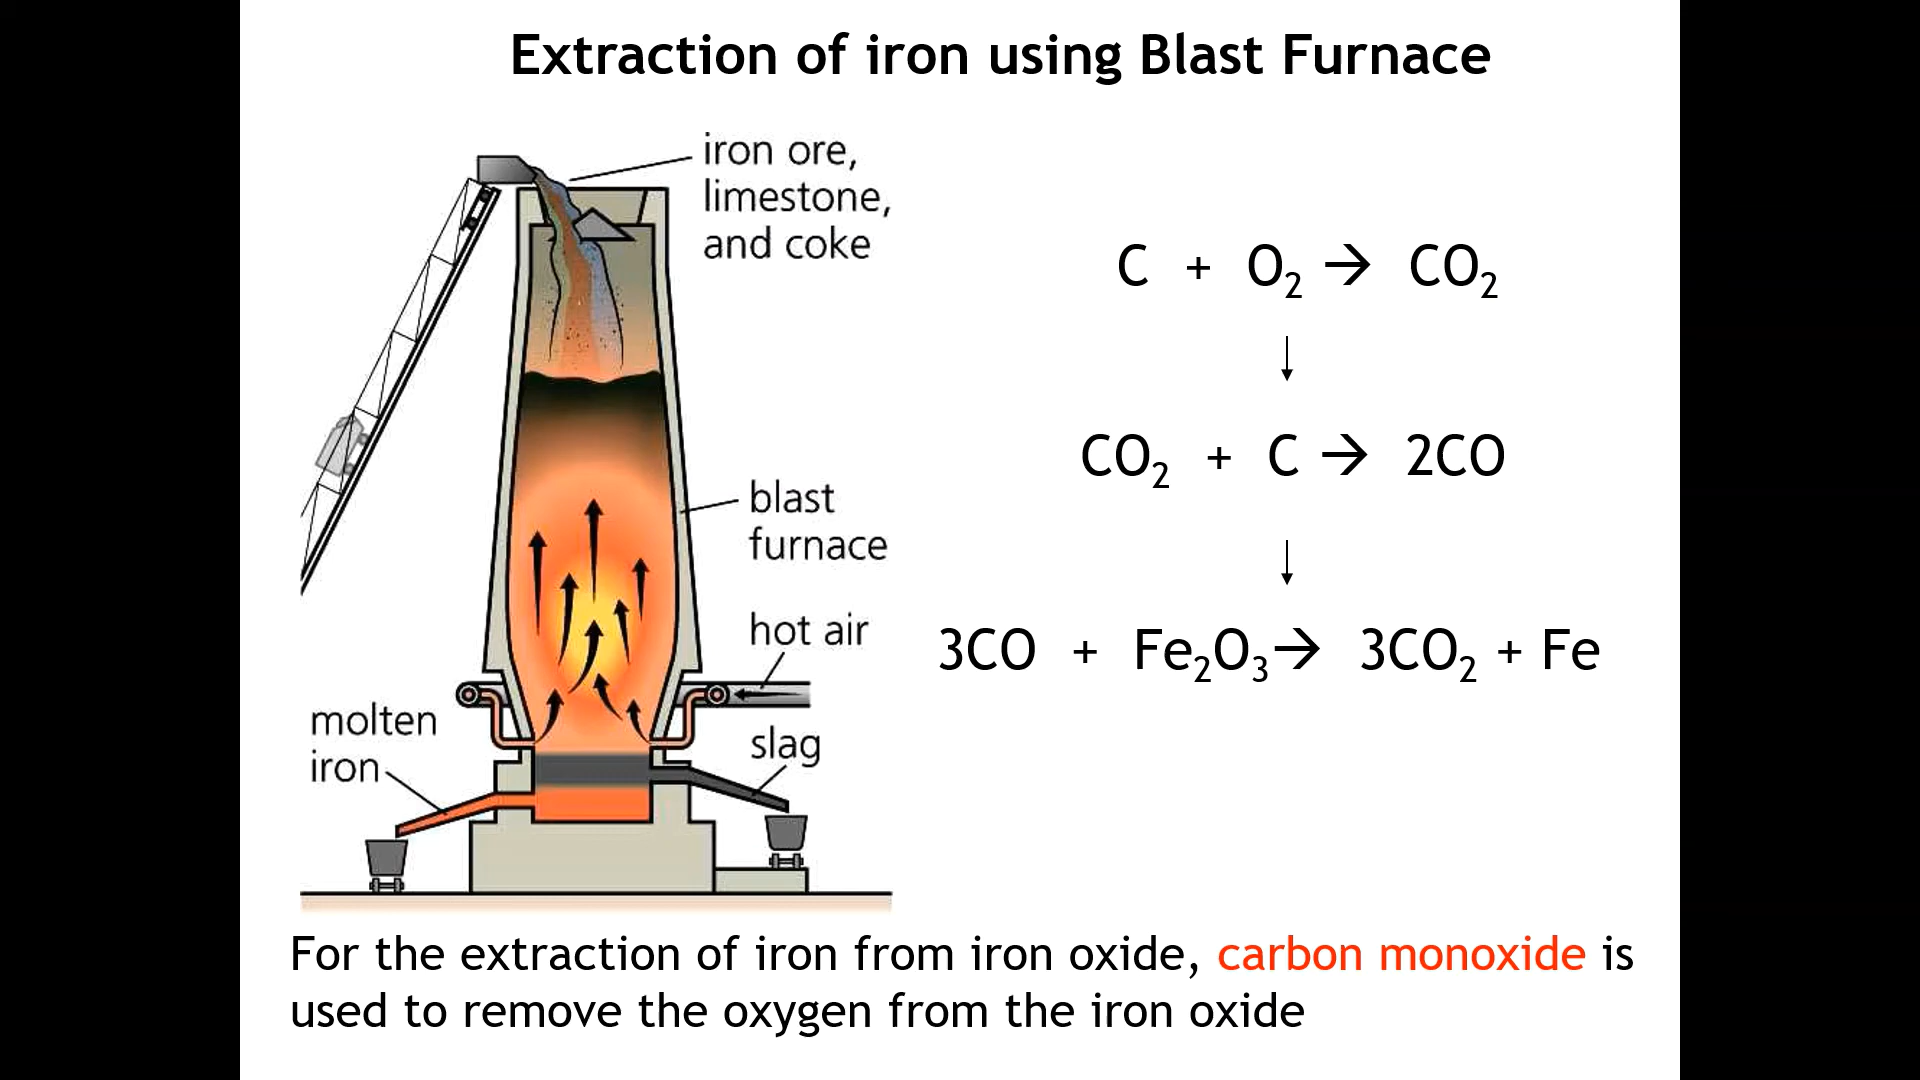 Extraction of iron using Blast Furnace
iron ore,
limestone,
and coke
blast
furnace
hot air
molten
iron
slag
C + O₂ → CO₂
↓
CO₂ + C → 2CO
↓
3CO + Fe₂O₃→ 3CO₂ + Fe
For the extraction of iron from iron oxide, carbon monoxide is
used to remove the oxygen from the iron oxide